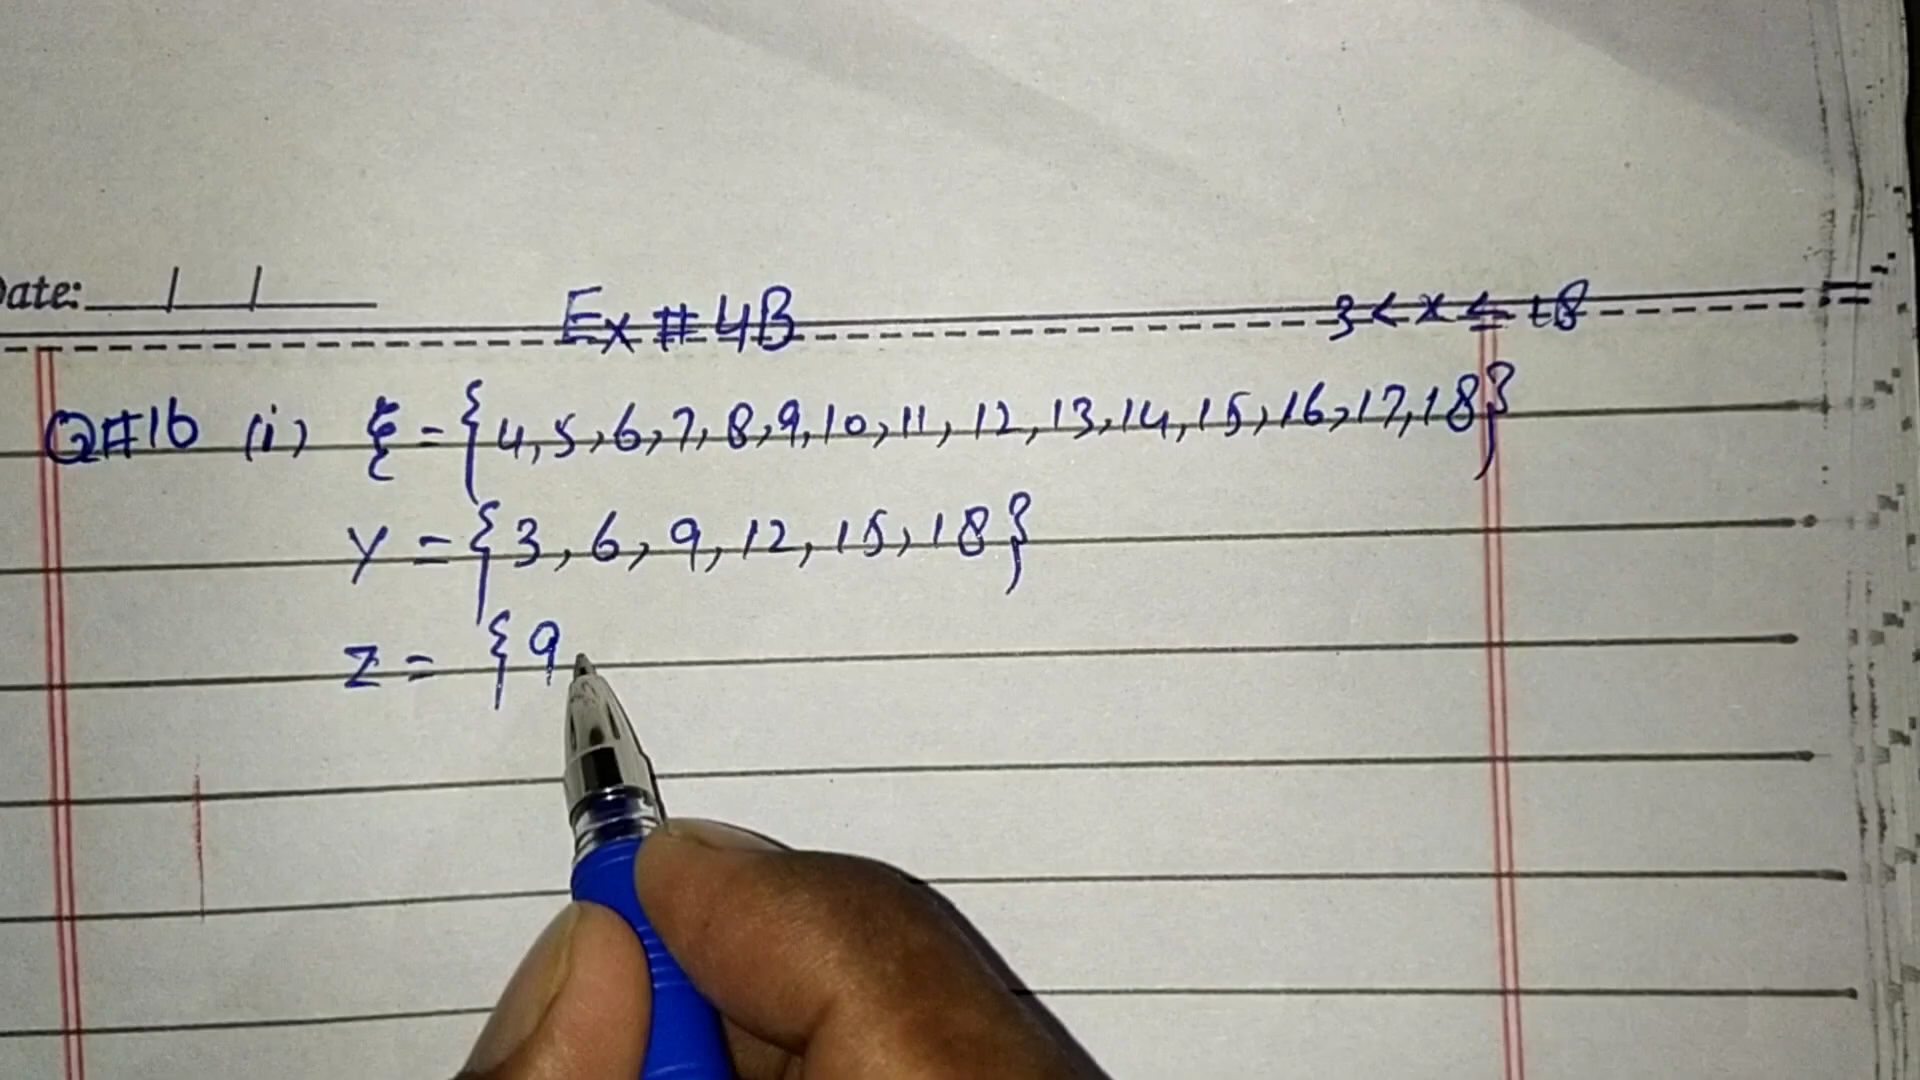 Date: / /
Ex # 4B
3 < x ≤ 18
Q#16 (i) ξ = {4,5,6,7,8,9,10,11,12,13,14,15,16,17,18}
Y = {3,6,9,12,15,18}
Z = {9